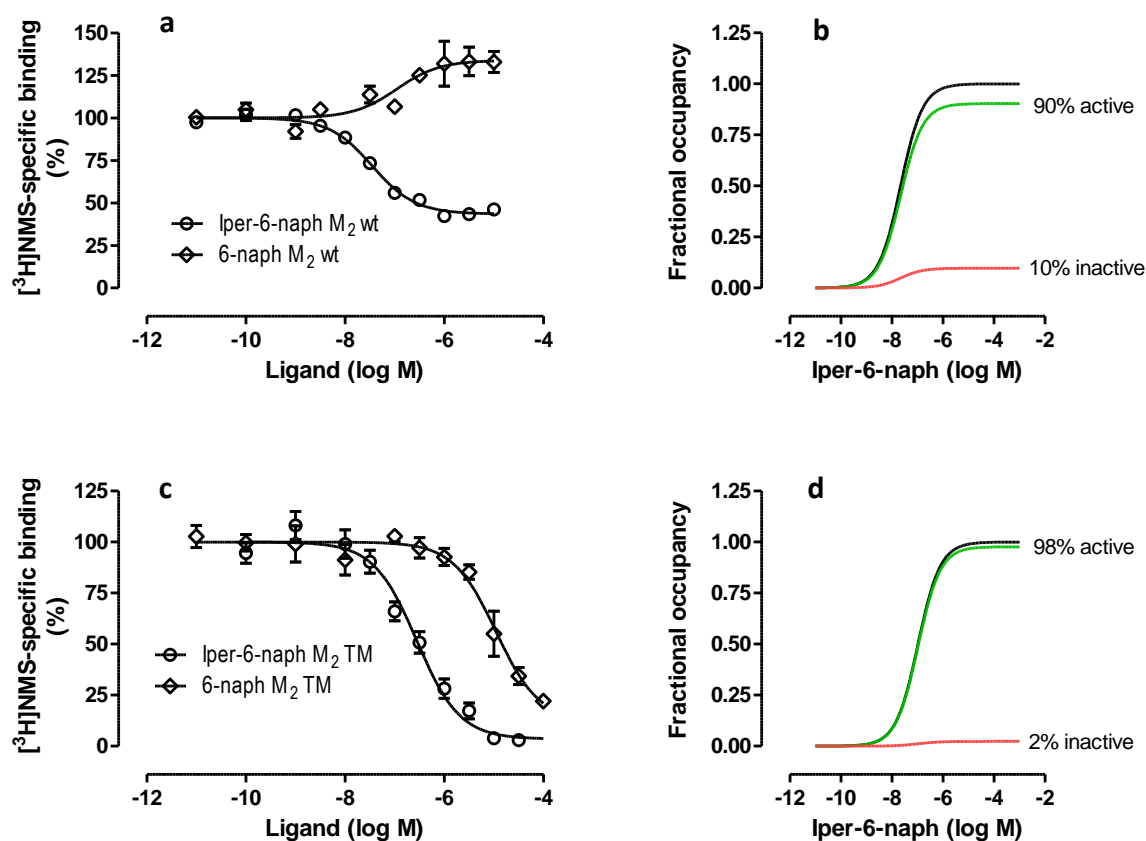 a
[³H]NMS-specific binding
(%)
150
125
100
75
50
25
0
Iper-6-naph M₂ wt
6-naph M₂ wt
-12 -10 -8 -6 -4
Ligand (log M)
b
Fractional occupancy
1.25
1.00
0.75
0.50
0.25
0.00
90% active
10% inactive
-12 -10 -8 -6 -4 -2
Iper-6-naph (log M)
c
[³H]NMS-specific binding
(%)
125
100
75
50
25
0
Iper-6-naph M₂ TM
6-naph M₂ TM
-12 -10 -8 -6 -4
Ligand (log M)
d
Fractional occupancy
1.25
1.00
0.75
0.50
0.25
0.00
98% active
2% inactive
-12 -10 -8 -6 -4 -2
Iper-6-naph (log M)